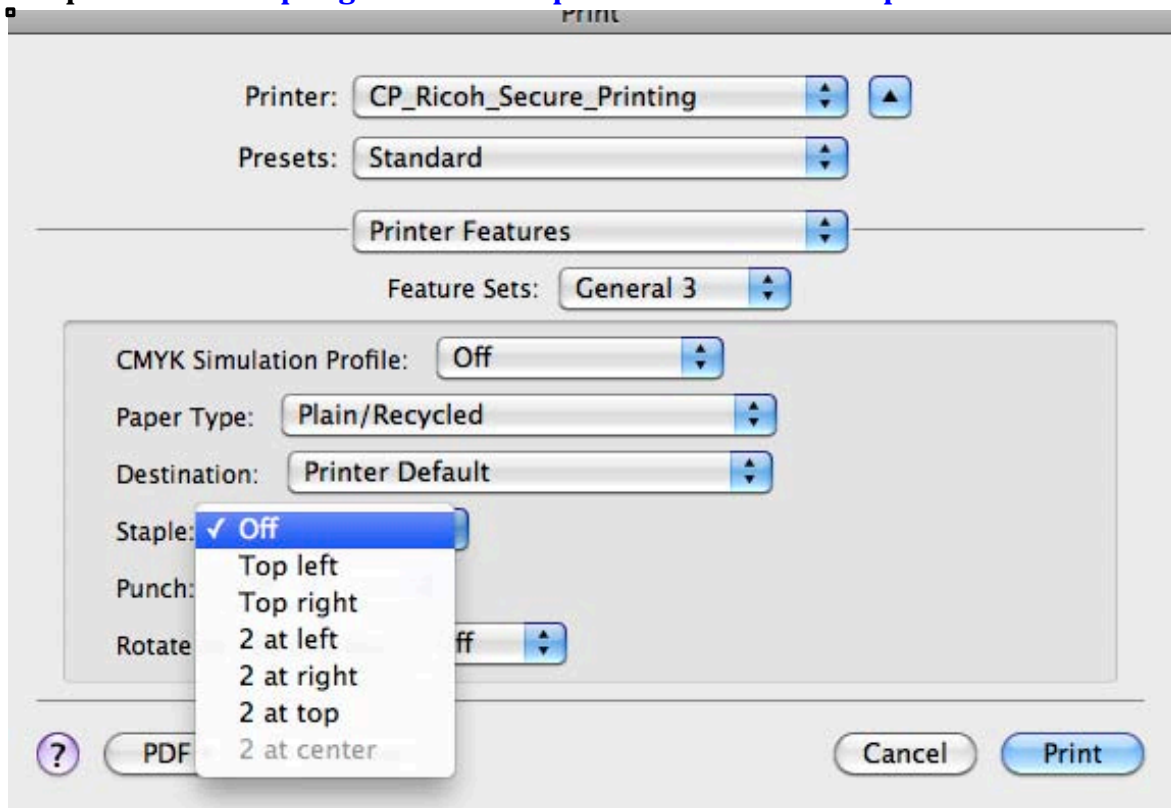 Print
Printer: CP_Ricoh_Secure_Printing
Presets: Standard
Printer Features
Feature Sets: General 3
CMYK Simulation Profile: Off
Paper Type: Plain/Recycled
Destination: Printer Default
Staple: ✓ Off
Top left
Punch:
Top right
Rotate
2 at left
ff
2 at right
2 at top
2 at center
? PDF
Cancel
Print